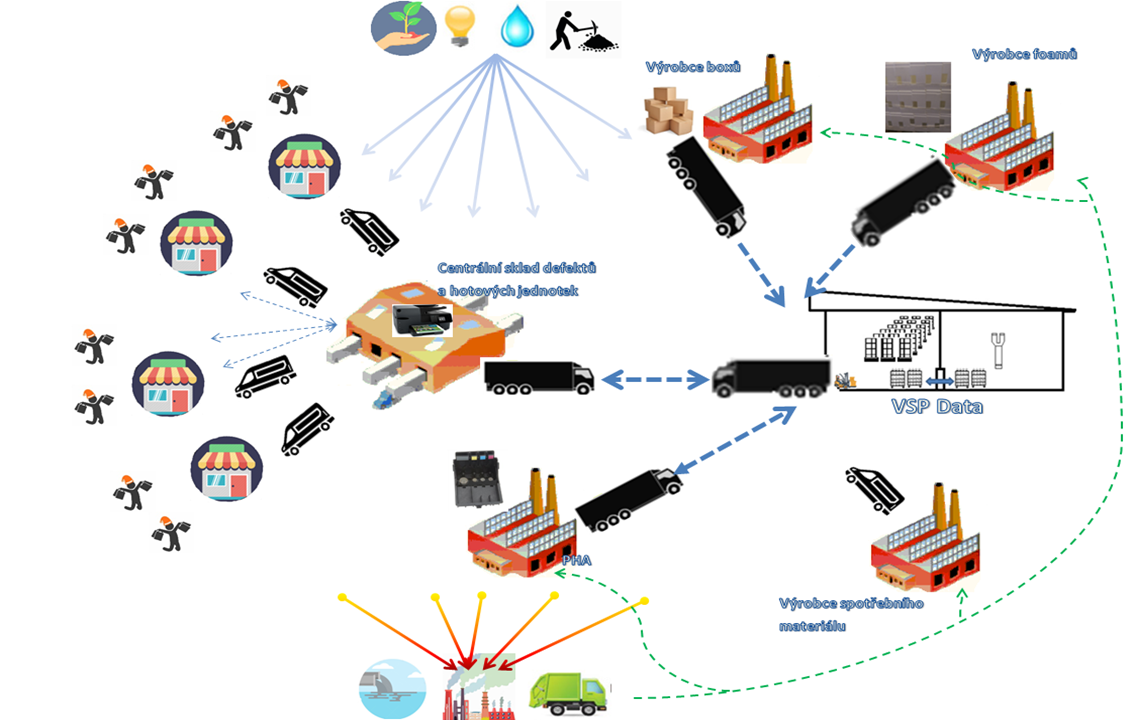 Výrobce boxů
Výrobce foamů
Centrální sklad defektů
a hotových jednotek
VSP Data
PHA
Výrobce spotřebního
materiálu